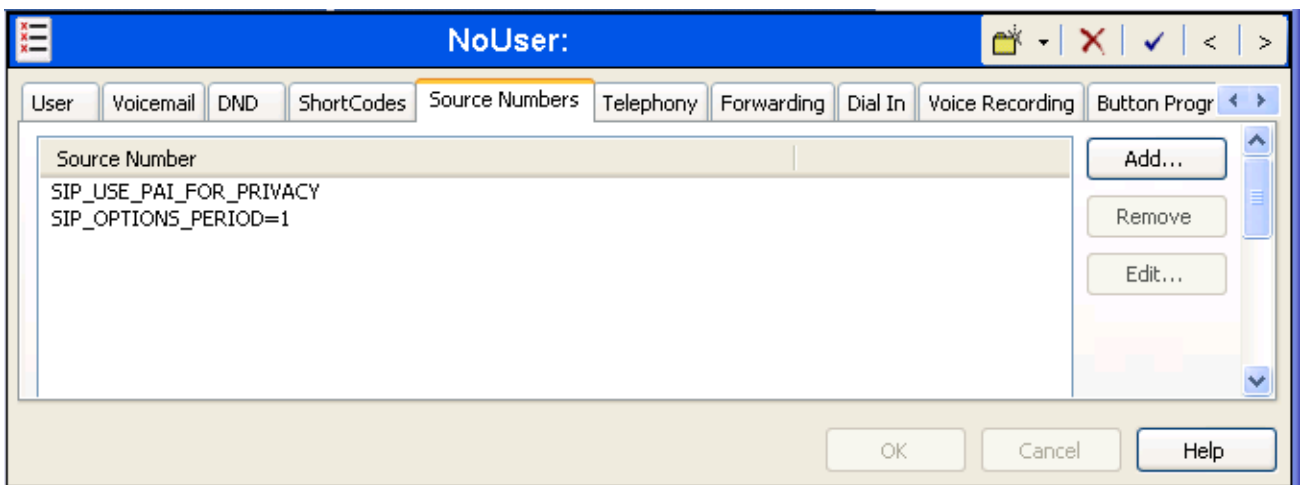 NoUser:
< >
User Voicemail DND ShortCodes Source Numbers Telephony Forwarding Dial In Voice Recording Button Progr
Source Number
Add...
SIP_USE_PAI_FOR_PRIVACY
SIP_OPTIONS_PERIOD=1
Remove
Edit...
OK Cancel Help